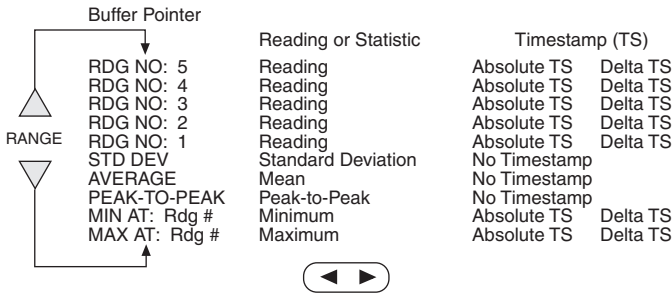 Buffer Pointer
Reading or Statistic Timestamp (TS)
RDG NO: 5 Reading Absolute TS Delta TS
RDG NO: 4 Reading Absolute TS Delta TS
RDG NO: 3 Reading Absolute TS Delta TS
RDG NO: 2 Reading Absolute TS Delta TS
RANGE
RDG NO: 1 Reading Absolute TS Delta TS
STD DEV Standard Deviation No Timestamp
AVERAGE Mean No Timestamp
PEAK-TO-PEAK Peak-to-Peak No Timestamp
MIN AT: Rdg # Minimum Absolute TS Delta TS
MAX AT: Rdg # Maximum Absolute TS Delta TS